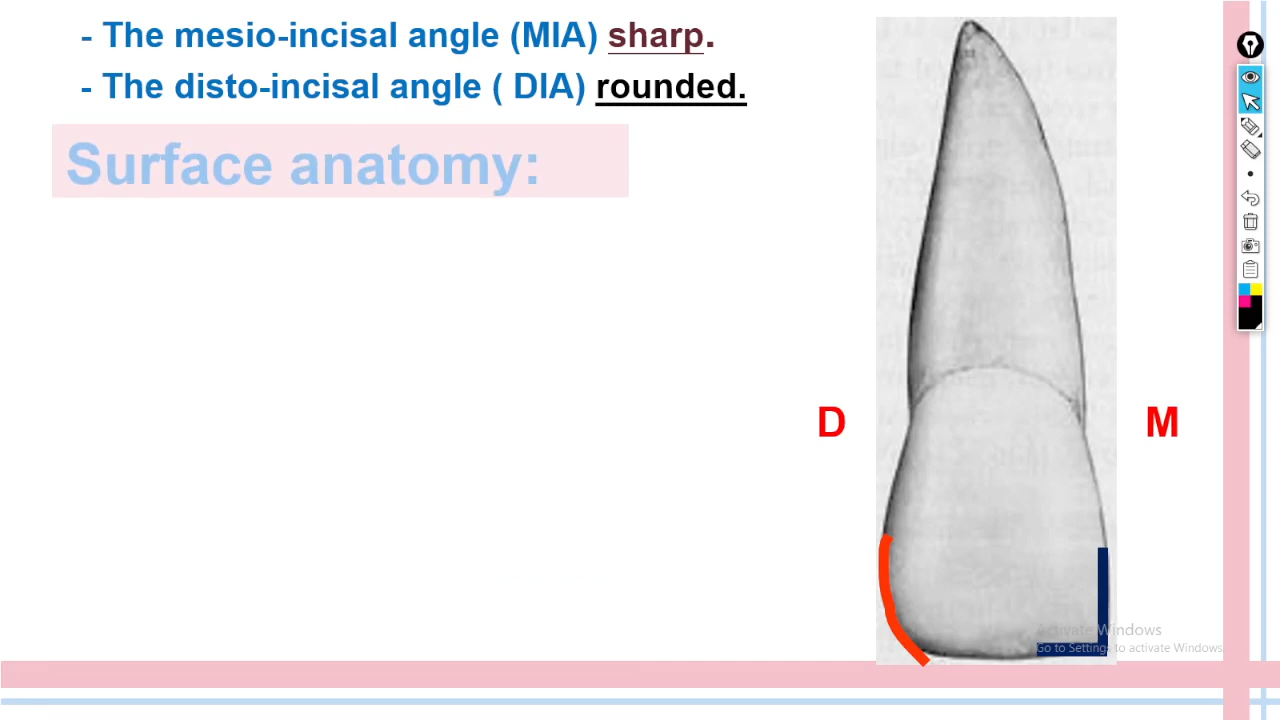 - The mesio-incisal angle (MIA) sharp.
- The disto-incisal angle ( DIA) rounded.
Surface anatomy:
D
M
Activate Windows
Go to Settings to activate Windows.